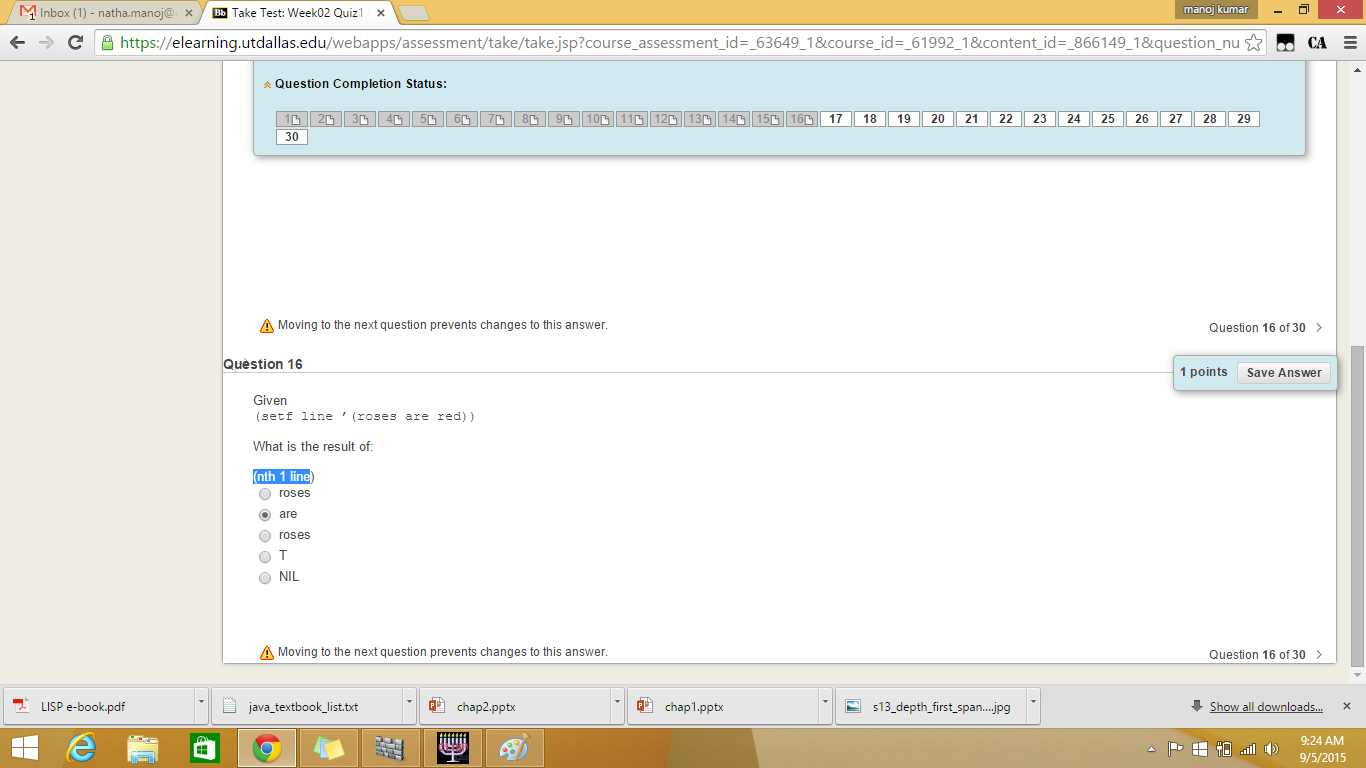 Inbox (1) - natha.manoj@
Take Test: Week02 Quiz1
manoj kumar
https://elearning.utdallas.edu/webapps/assessment/take/take.jsp?course_assessment_id=_63649_1&course_id=_61992_1&content_id=_866149_1&question_nu
CA
Question Completion Status:
1 2 3 4 5 6 7 8 9 10 11 12 13 14 15 16 17 18 19 20 21 22 23 24 25 26 27 28 29
30
Moving to the next question prevents changes to this answer.
Question 16 of 30 >
Question 16
1 points Save Answer
Given
(setf line ’(roses are red))
What is the result of:
(nth 1 line)
roses
are
roses
T
NIL
Moving to the next question prevents changes to this answer.
Question 16 of 30 >
LISP e-book.pdf java_textbook_list.txt chap2.pptx chap1.pptx s13_depth_first_span....jpg Show all downloads...
9:24 AM
9/5/2015